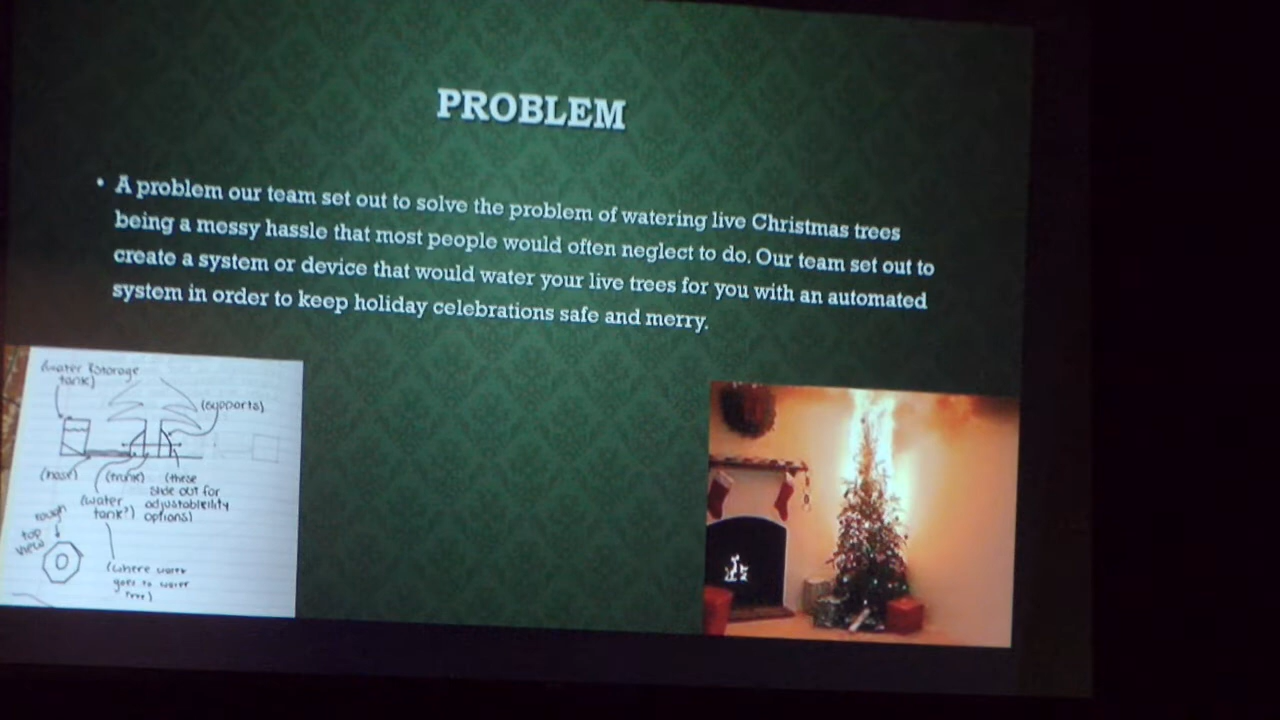 PROBLEM
• A problem our team set out to solve the problem of watering live Christmas trees
being a messy hassle that most people would often neglect to do. Our team set out to
create a system or device that would water your live trees for you with an automated
system in order to keep holiday celebrations safe and merry.
(water storage
tank)
(supports)
(hose) (trunk) (these
slide out for
(water adjustability
tank?) options)
rough
top
view
(where water
goes to water
tree)